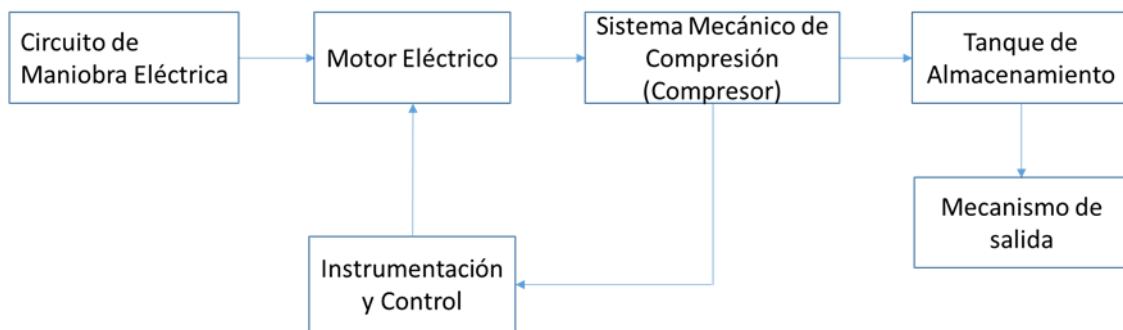 Circuito de
Maniobra Eléctrica
Motor Eléctrico
Sistema Mecánico de
Compresión
(Compresor)
Tanque de
Almacenamiento
Mecanismo de
salida
Instrumentación
y Control